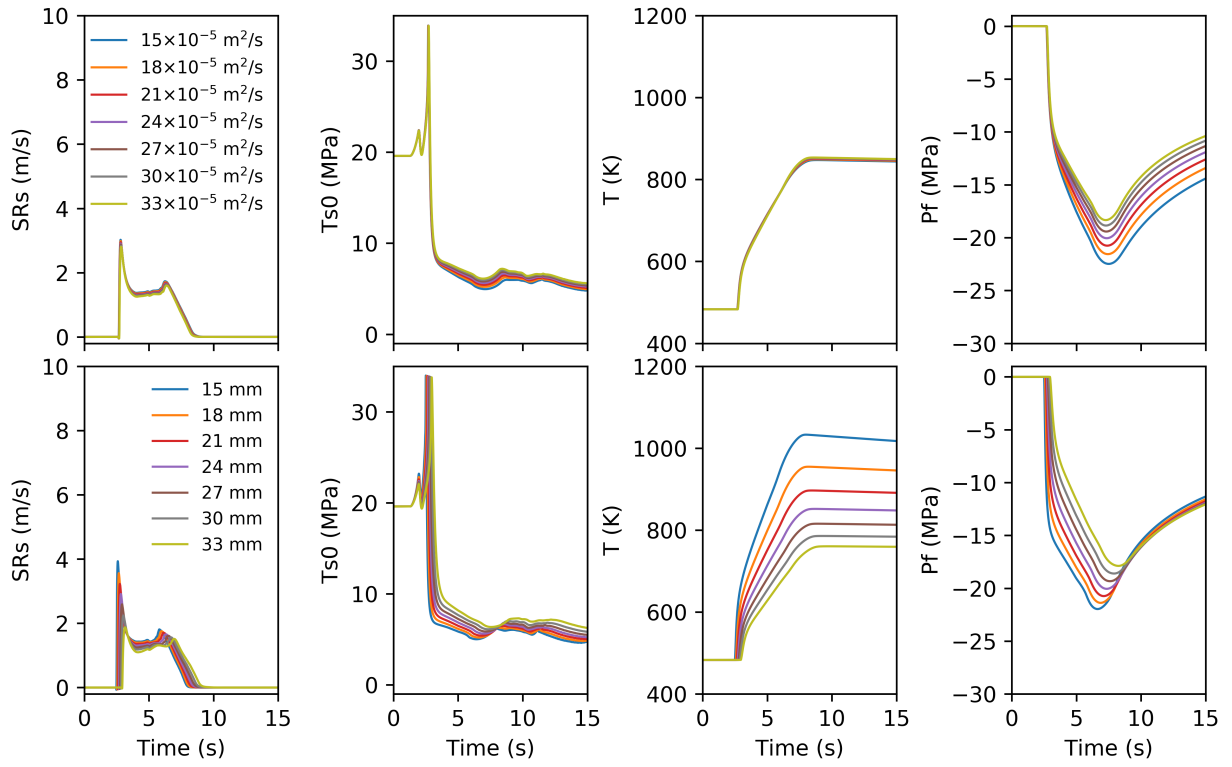 SRs (m/s)
10
8
6
4
2
0
15×10⁻⁵ m²/s
18×10⁻⁵ m²/s
21×10⁻⁵ m²/s
24×10⁻⁵ m²/s
27×10⁻⁵ m²/s
30×10⁻⁵ m²/s
33×10⁻⁵ m²/s
Ts0 (MPa)
30
20
10
0
T (K)
1200
1000
800
600
400
Pf (MPa)
0
−5
−10
−15
−20
−25
−30
SRs (m/s)
10
8
6
4
2
0
15 mm
18 mm
21 mm
24 mm
27 mm
30 mm
33 mm
0 5 10 15
Time (s)
Ts0 (MPa)
30
20
10
0
0 5 10 15
Time (s)
T (K)
1200
1000
800
600
400
0 5 10 15
Time (s)
Pf (MPa)
0
−5
−10
−15
−20
−25
−30
0 5 10 15
Time (s)